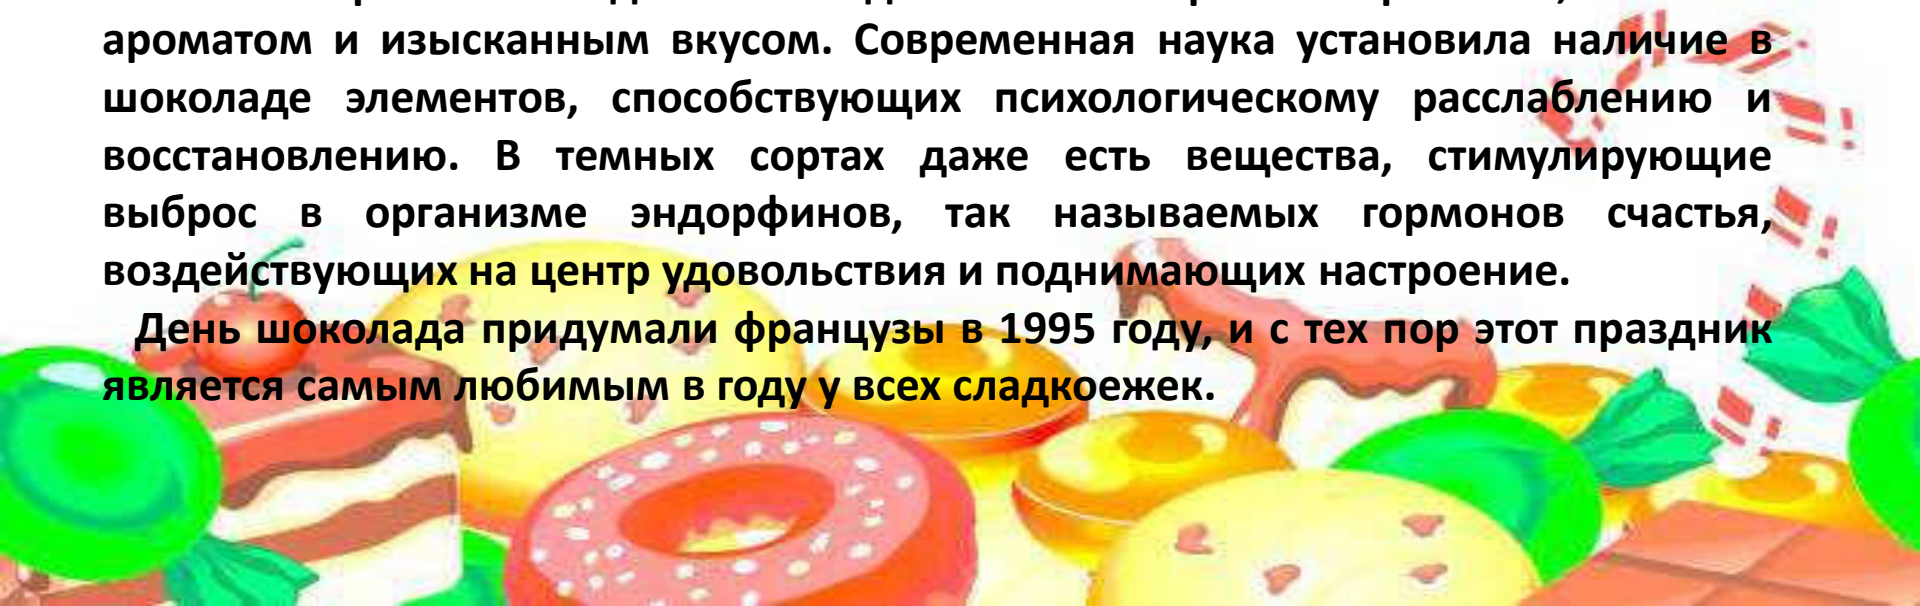 ароматом и изысканным вкусом. Современная наука установила наличие в
шоколаде элементов, способствующих психологическому расслаблению и
восстановлению. В темных сортах даже есть вещества, стимулирующие
выброс в организме эндорфинов, так называемых гормонов счастья,
воздействующих на центр удовольствия и поднимающих настроение.
День шоколада придумали французы в 1995 году, и с тех пор этот праздник
является самым любимым в году у всех сладкоежек.